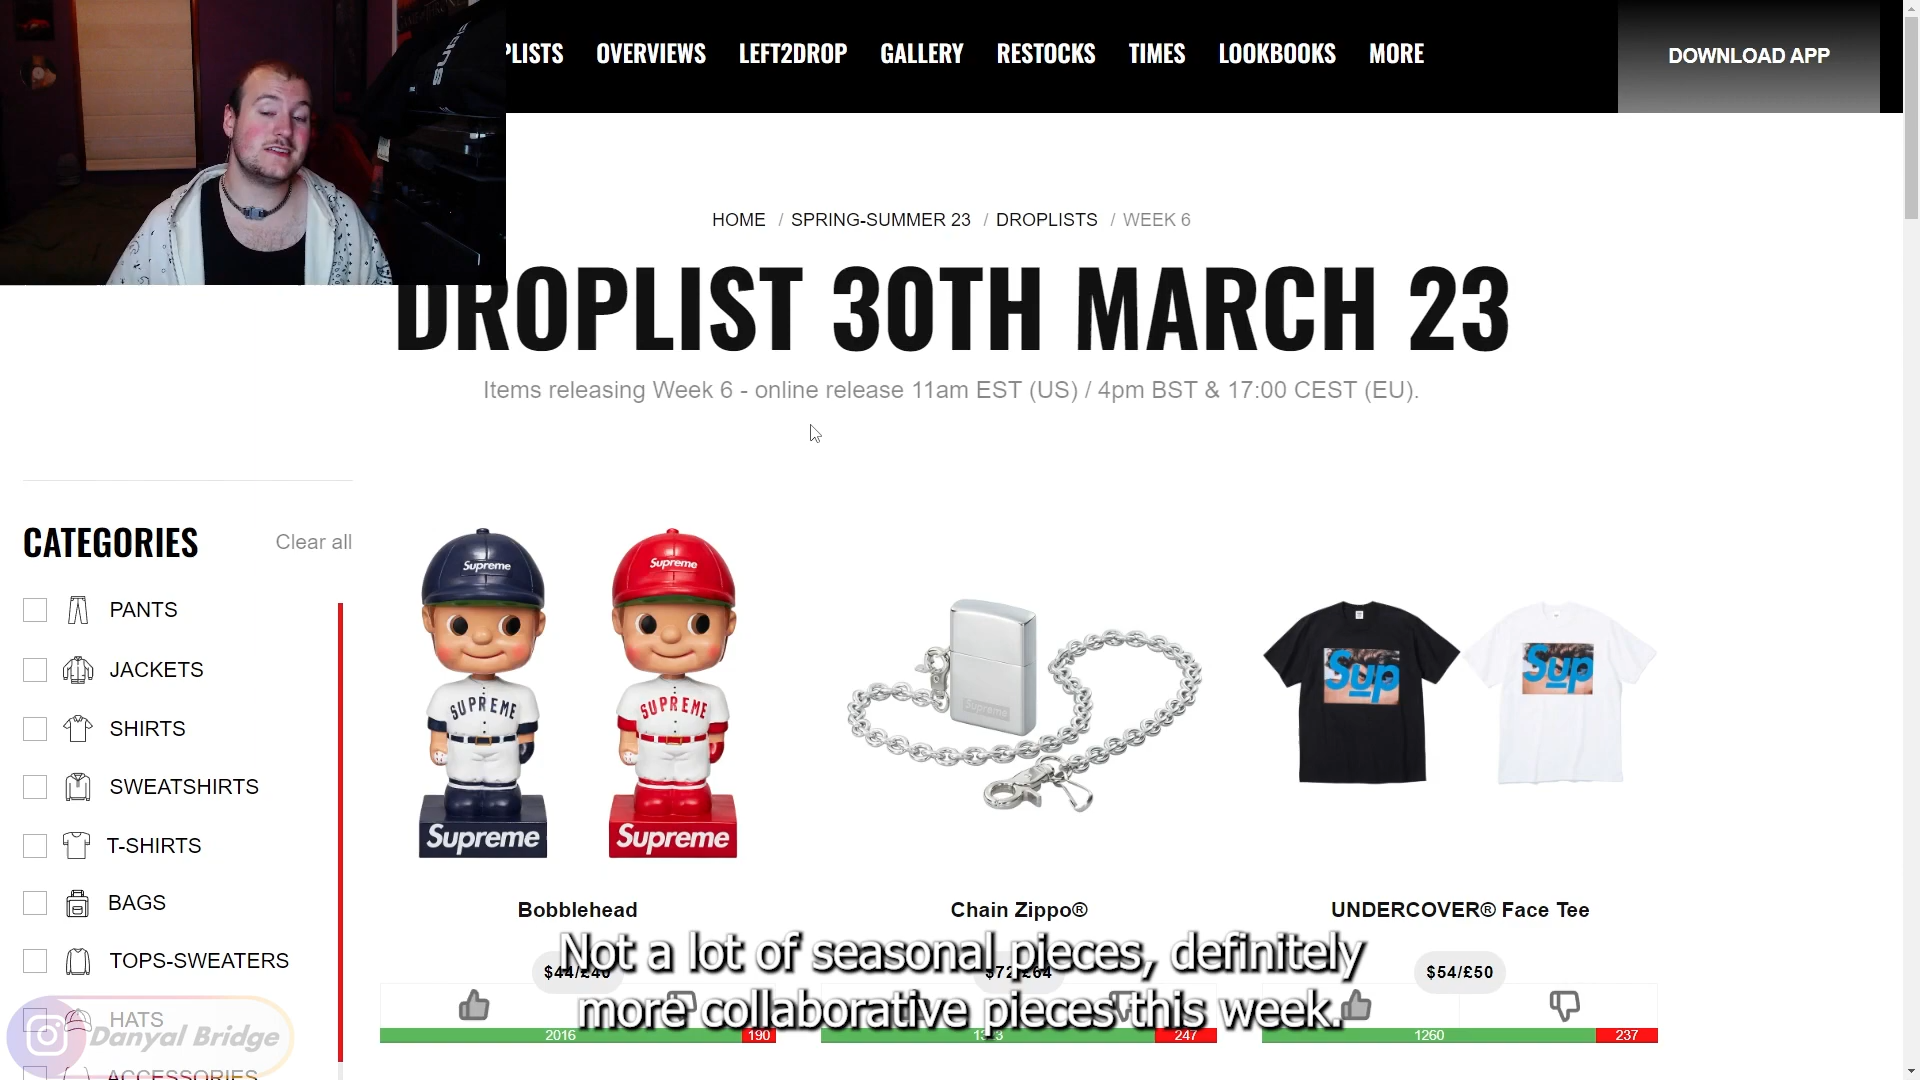 PLISTS OVERVIEWS LEFT2DROP GALLERY RESTOCKS TIMES LOOKBOOKS MORE DOWNLOAD APP
HOME / SPRING-SUMMER 23 / DROPLISTS / WEEK 6
DROPLIST 30TH MARCH 23
Items releasing Week 6 - online release 11am EST (US) / 4pm BST & 17:00 CEST (EU).
CATEGORIES Clear all
PANTS
JACKETS
SHIRTS
SWEATSHIRTS
T-SHIRTS
BAGS
TOPS-SWEATERS
HATS
ACCESSORIES
Supreme Supreme
SUPREME SUPREME
Supreme Supreme
Supreme
Sup Sup
Bobblehead Chain Zippo® UNDERCOVER® Face Tee
$44/£40 $72/£64 $54/£50
Not a lot of seasonal pieces, definitely
more collaborative pieces this week.
2016 190 247 1260 237
Danyal Bridge